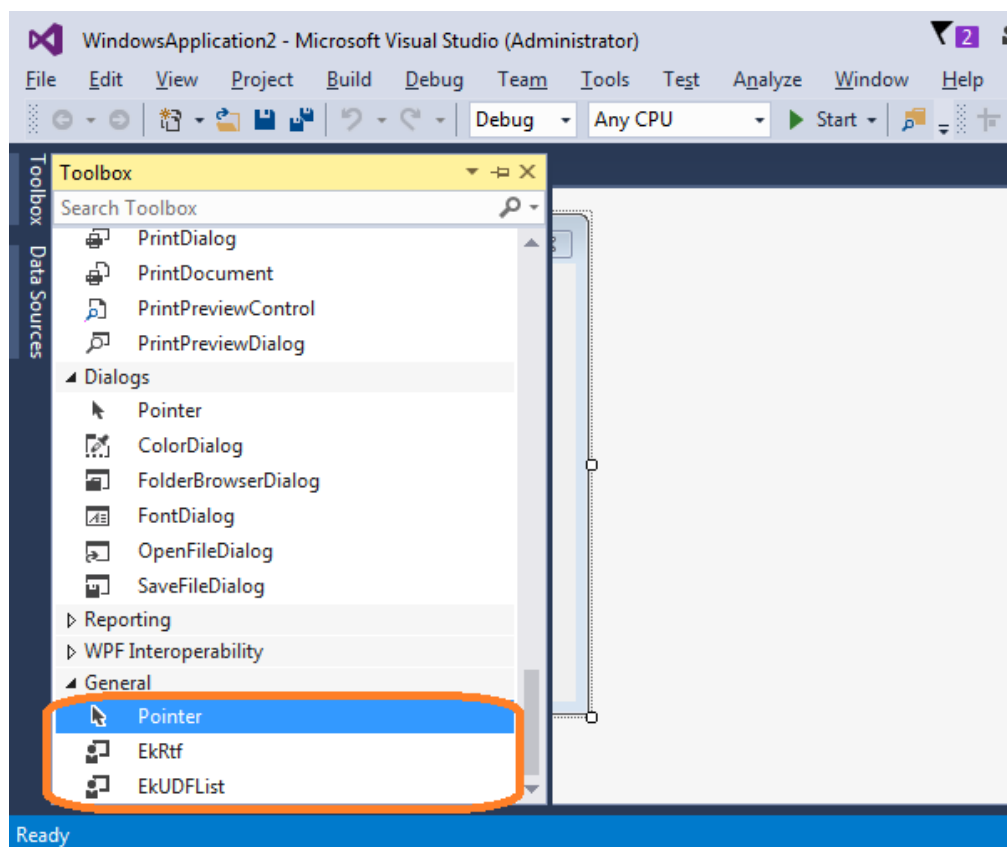 WindowsApplication2 - Microsoft Visual Studio (Administrator) 2
File Edit View Project Build Debug Team Tools Test Analyze Window Help
Debug Any CPU Start
Toolbox
Data Sources
Toolbox
Search Toolbox
PrintDialog
PrintDocument
PrintPreviewControl
PrintPreviewDialog
Dialogs
Pointer
ColorDialog
FolderBrowserDialog
FontDialog
OpenFileDialog
SaveFileDialog
Reporting
WPF Interoperability
General
Pointer
EkRtf
EkUDFList
Ready